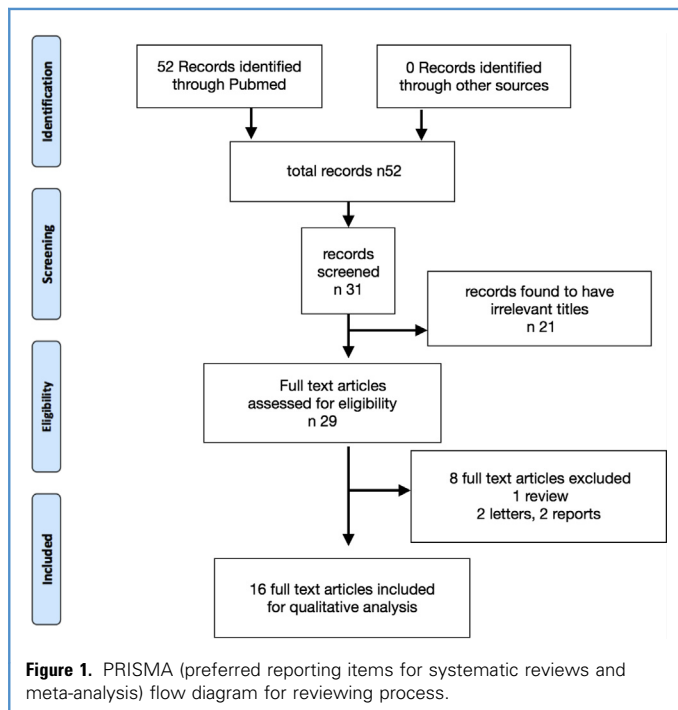 Identification
52 Records identified
through Pubmed
0 Records identified
through other sources
total records n52
Screening
records
screened
n 31
records found to have
irrelevant titles
n 21
Eligibility
Full text articles
assessed for eligibility
n 29
8 full text articles excluded
1 review
2 letters, 2 reports
Included
16 full text articles included
for qualitative analysis
Figure 1. PRISMA (preferred reporting items for systematic reviews and
meta-analysis) flow diagram for reviewing process.